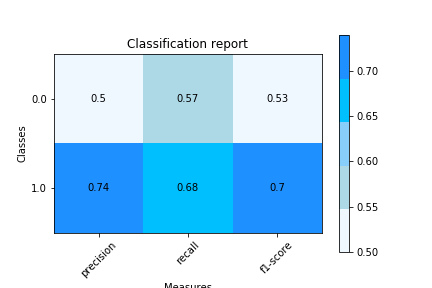 Classification report
0.0
0.5
0.57
0.53
1.0
0.74
0.68
0.7
Classes
precision
recall
f1-score
Measures
0.70
0.65
0.60
0.55
0.50